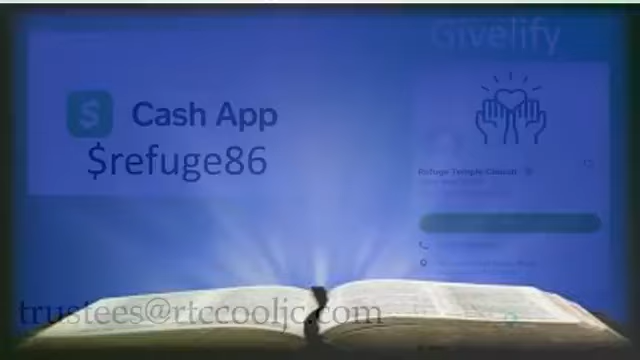 Givelify
Cash App
$refuge86
Refuge Temple Church
trustees@rtccooljc.com